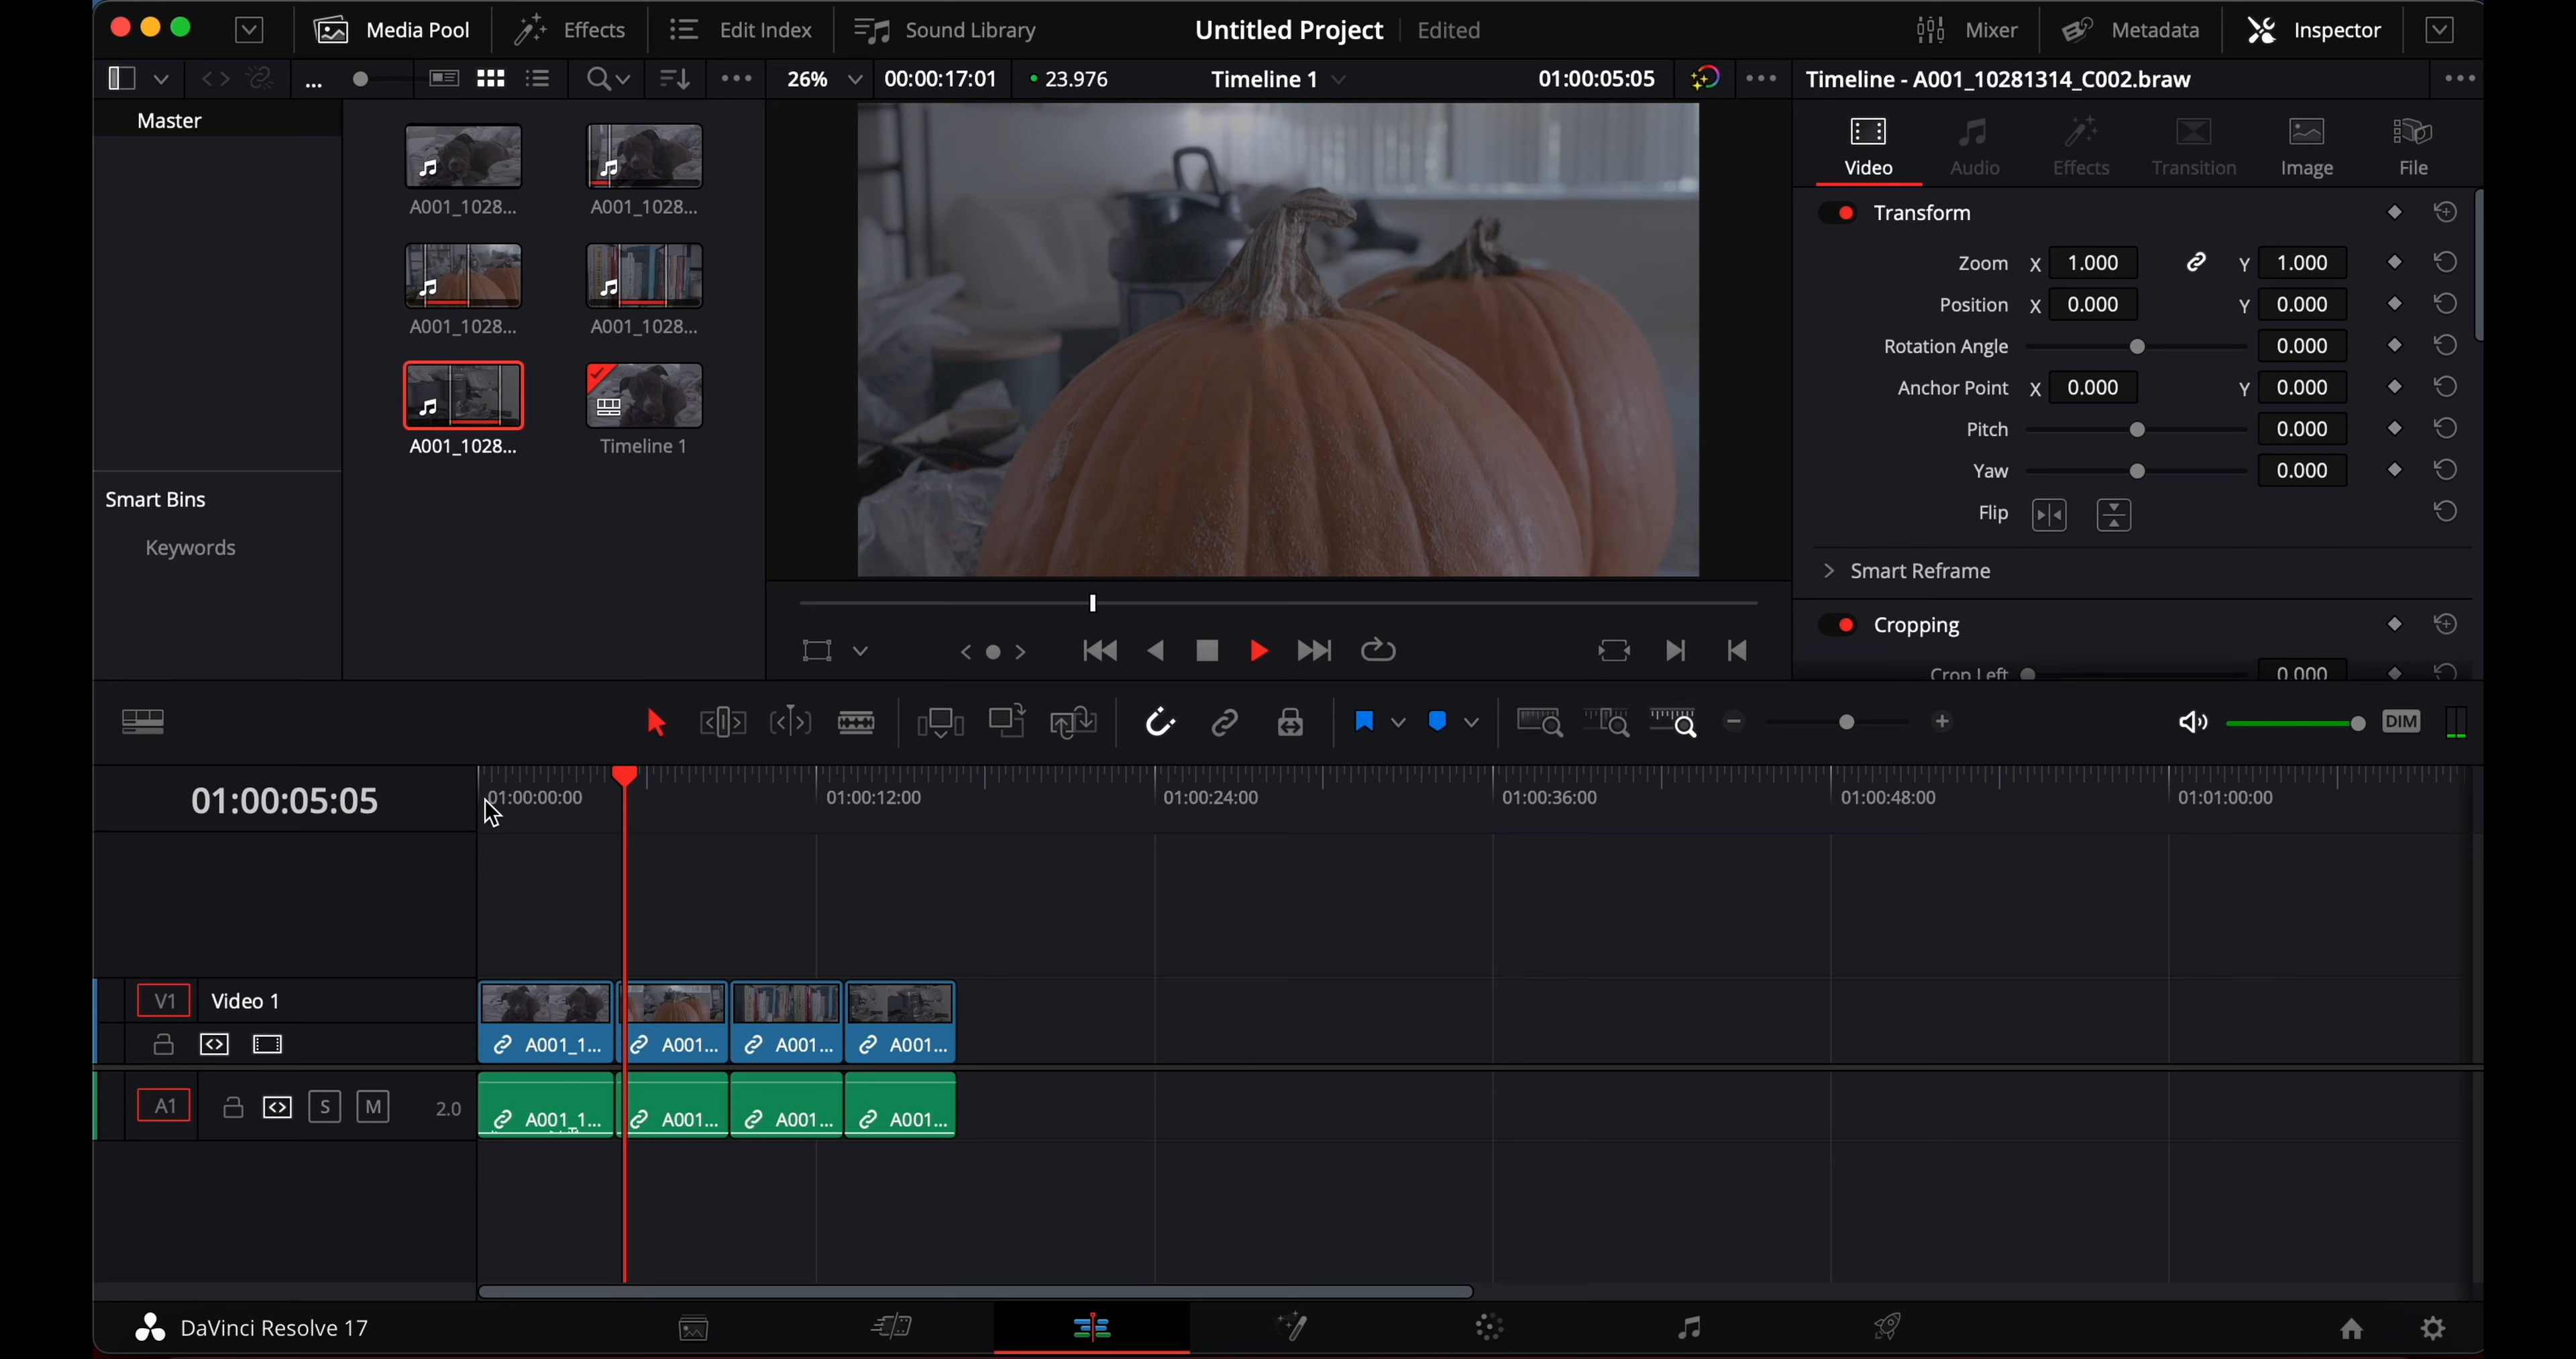 Media Pool Effects Edit Index Sound Library Untitled Project Edited Mixer Metadata Inspector
... 26% 00:00:17:01 23.976 Timeline 1 01:00:05:05 Timeline - A001_10281314_C002.braw
Master
A001_1028... A001_1028...
A001_1028... A001_1028...
A001_1028... Timeline 1
Smart Bins
Keywords
Video Audio Effects Transition Image File
Transform
Zoom X 1.000 Y 1.000
Position X 0.000 Y 0.000
Rotation Angle 0.000
Anchor Point X 0.000 Y 0.000
Pitch 0.000
Yaw 0.000
Flip
Smart Reframe
Cropping
Crop Left 0.000
DIM
01:00:05:05
01:00:00:00 01:00:12:00 01:00:24:00 01:00:36:00 01:00:48:00 01:01:00:00
V1 Video 1
A001_1... A001... A001... A001...
A1 S M 2.0 A001_1... A001... A001... A001...
DaVinci Resolve 17